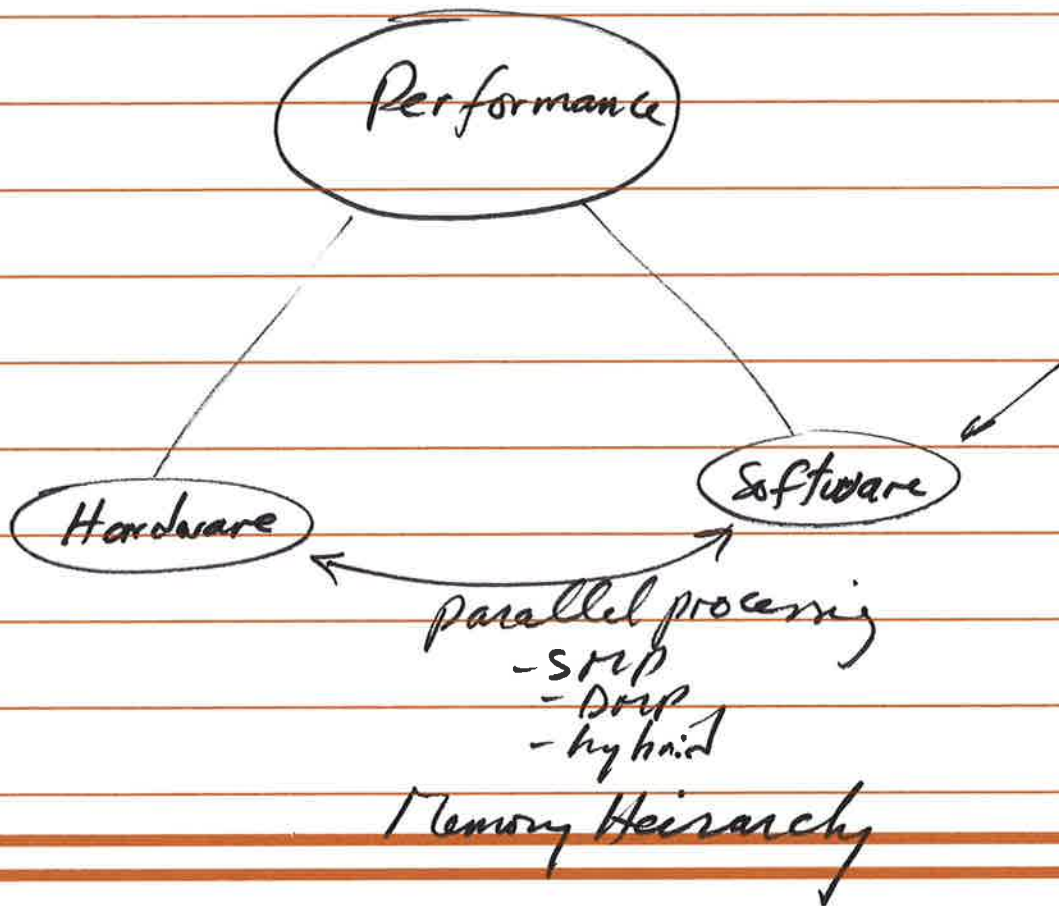 Performance
Hardware
Software
parallel processing
- SMP
- DMP
- hybrid
Memory Heirarchy